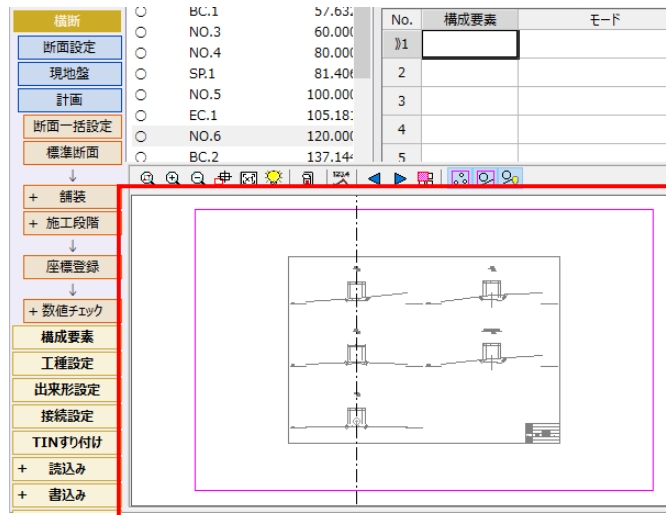 横断
断面設定
現地盤
計画
断面一括設定
標準断面
↓
+ 舗装
+ 施工段階
↓
座標登録
↓
+ 数値チェック
構成要素
工種設定
出来形設定
接続設定
TINすり付け
+ 読込み
+ 書込み
○ BC.1 57.632
○ NO.3 60.000
○ NO.4 80.000
○ SP.1 81.406
○ NO.5 100.000
○ EC.1 105.181
○ NO.6 120.000
○ BC.2 137.144
No. 構成要素 モード
1
2
3
4
5